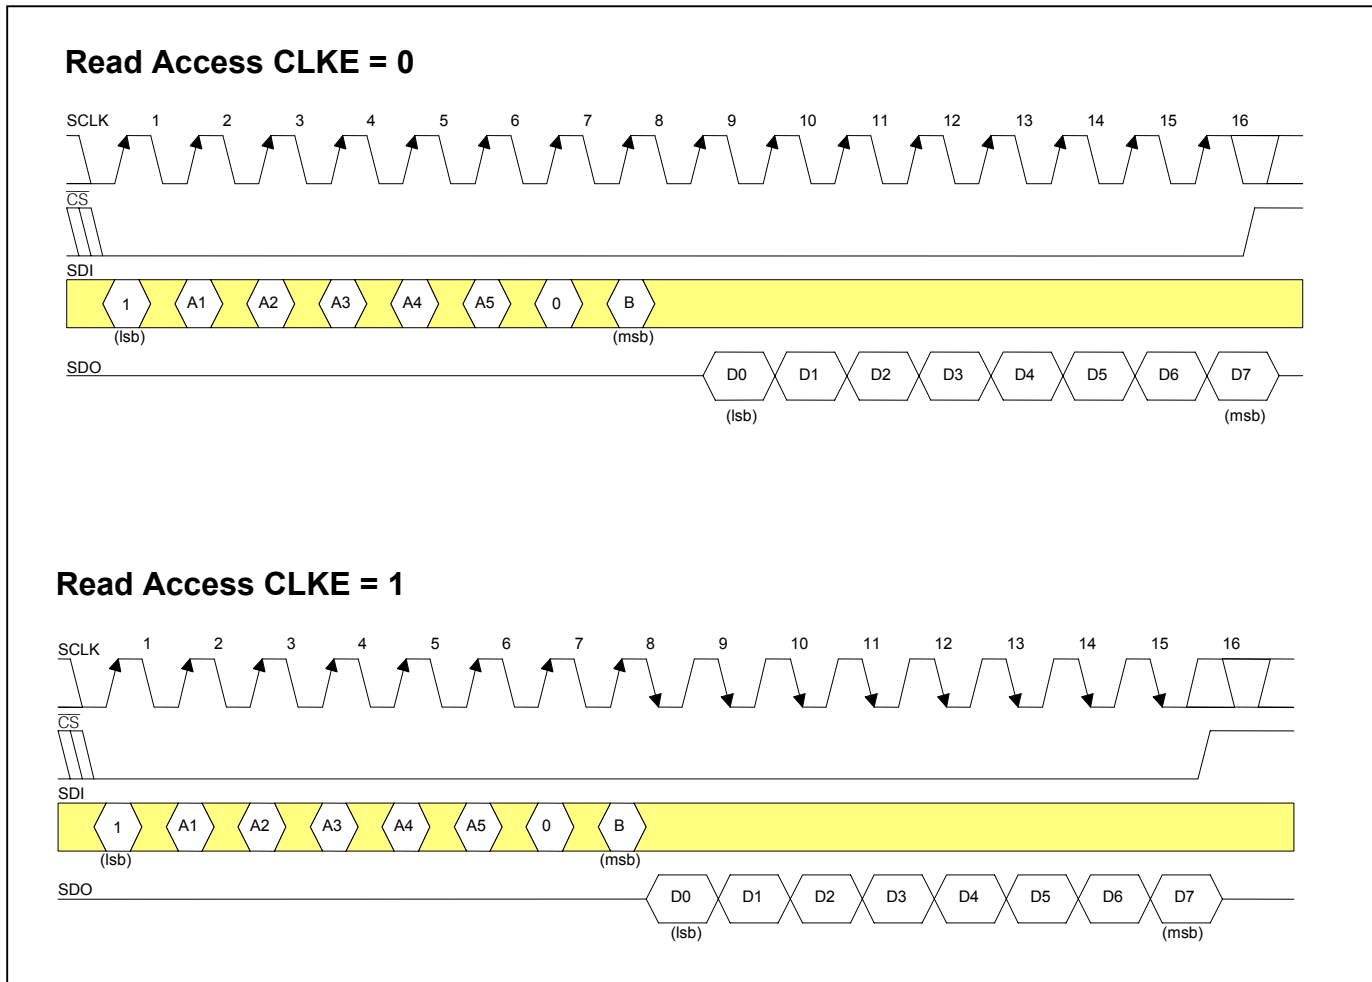 Read Access CLKE = 0
SCLK 1 2 3 4 5 6 7 8 9 10 11 12 13 14 15 16
CS
SDI
1 A1 A2 A3 A4 A5 0 B
(lsb) (msb)
SDO
D0 D1 D2 D3 D4 D5 D6 D7
(lsb) (msb)
Read Access CLKE = 1
SCLK 1 2 3 4 5 6 7 8 9 10 11 12 13 14 15 16
CS
SDI
1 A1 A2 A3 A4 A5 0 B
(lsb) (msb)
SDO
D0 D1 D2 D3 D4 D5 D6 D7
(lsb) (msb)